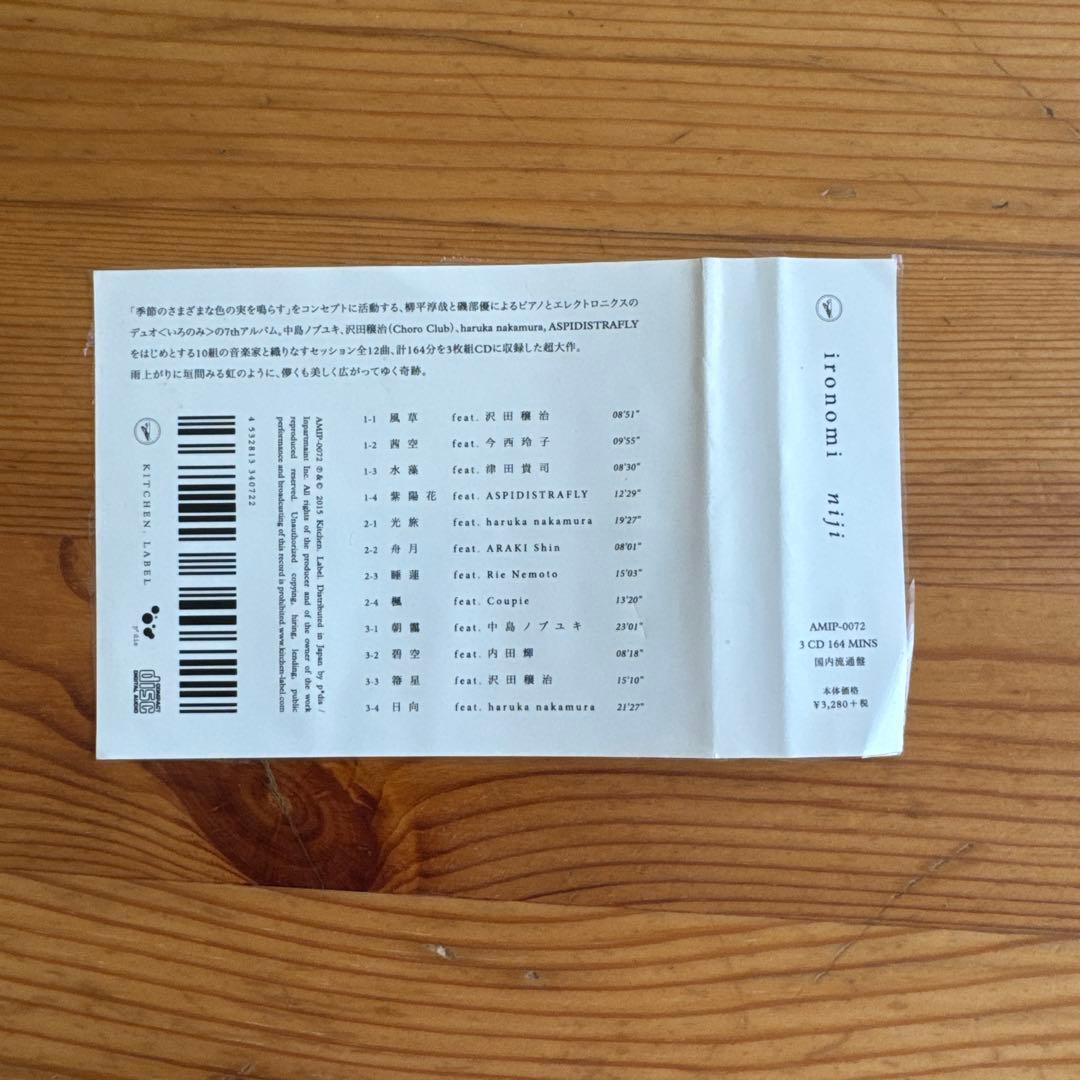 「季節のさまざまな色の実を鳴らす」をコンセプトに活動する、柳平淳哉と磯部優によるピアノとエレクトロニクスの
デュオ<いろのみ>の7thアルバム。中島ノブユキ、沢田穣治(Choro Club)、haruka nakamura, ASPIDISTRAFLY
をはじめとする10組の音楽家と織りなすセッション全12曲、計164分を3枚組CDに収録した超大作。
雨上がりに垣間みる虹のように、儚くも美しく広がってゆく奇跡。
1-1 風草 feat. 沢田穣治 08'51"
1-2 茜空 feat. 今西玲子 09'55"
1-3 水藻 feat. 津田貴司 08'30"
1-4 紫陽花 feat. ASPIDISTRAFLY 12'29"
2-1 光旅 feat. haruka nakamura 19'27"
2-2 舟月 feat. ARAKI Shin 08'01"
2-3 睡蓮 feat. Rie Nemoto 15'03"
2-4 楓 feat. Coupie 13'20"
3-1 朝靄 feat. 中島ノブユキ 23'01"
3-2 碧空 feat. 内田輝 08'18"
3-3 箒星 feat. 沢田穣治 15'10"
3-4 日向 feat. haruka nakamura 21'27"
AMIP-0072 ℗&© 2015 Kitchen. Label. Distributed in Japan by p*dis /
Inpartmaint Inc. All rights of the producer and of the owner of the work
reproduced reserved. Unauthorized copying, hiring, lending, public
performance and broadcasting of this record is prohibited. www.kitchen-label.com
4 532813 340722
KITCHEN. LABEL
p*dis
COMPACT
disc
DIGITAL AUDIO
ironomi niji
AMIP-0072
3 CD 164 MINS
国内流通盤
本体価格
¥3,280+税